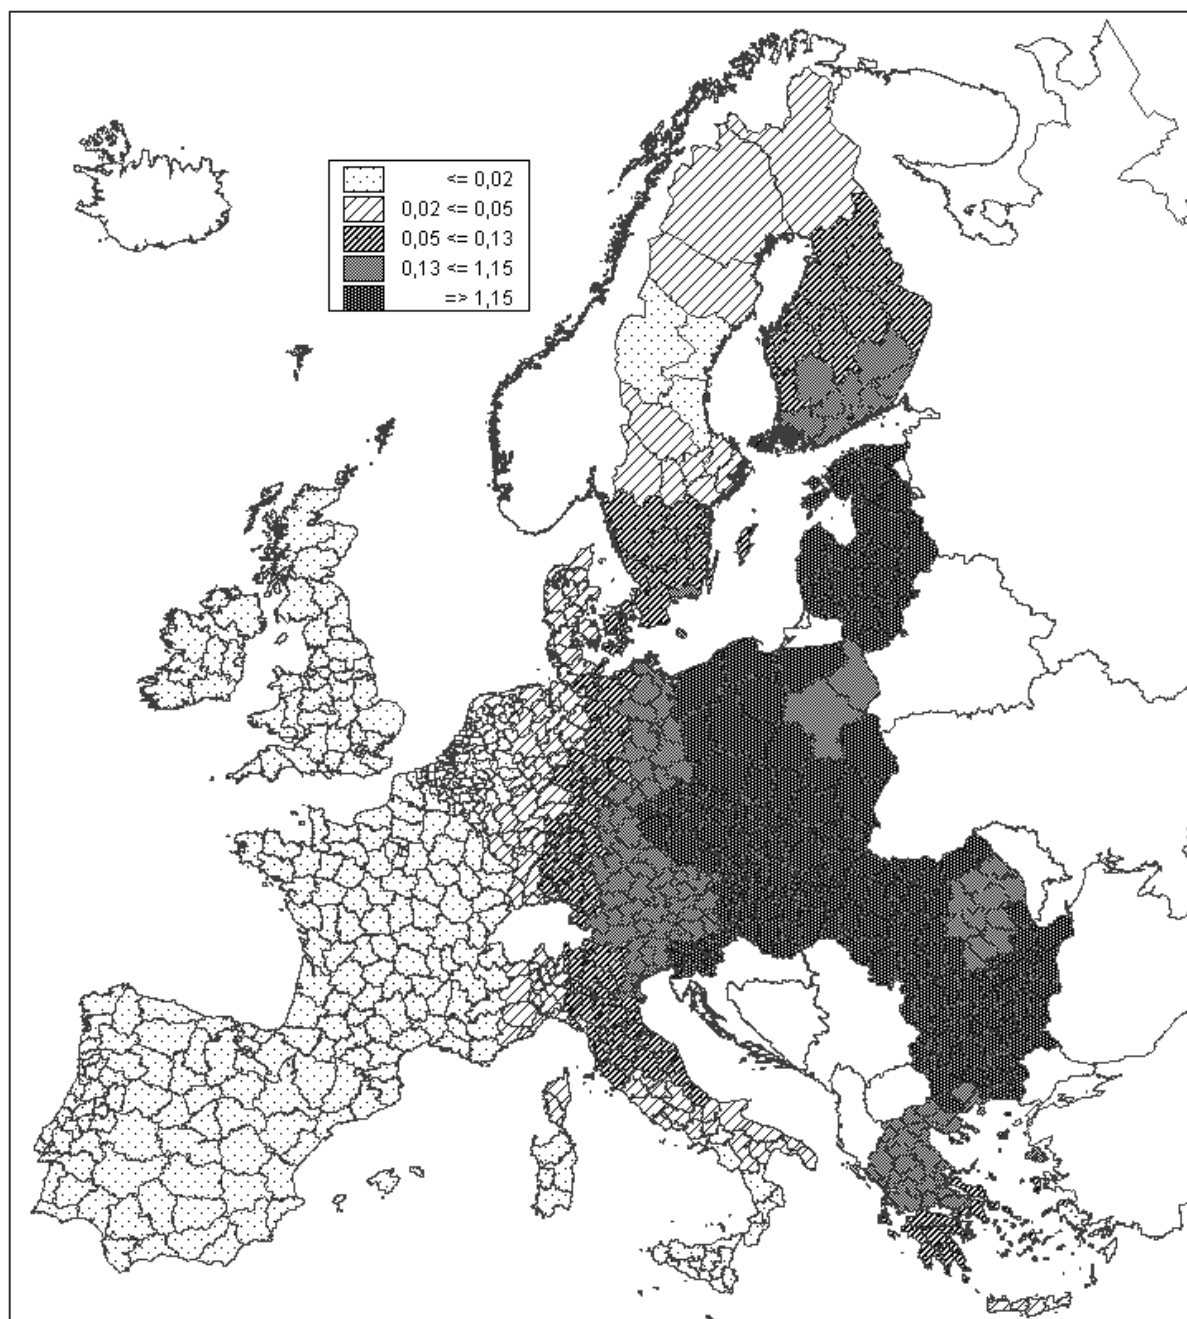 <= 0,02
0,02 <= 0,05
0,05 <= 0,13
0,13 <= 1,15
=> 1,15